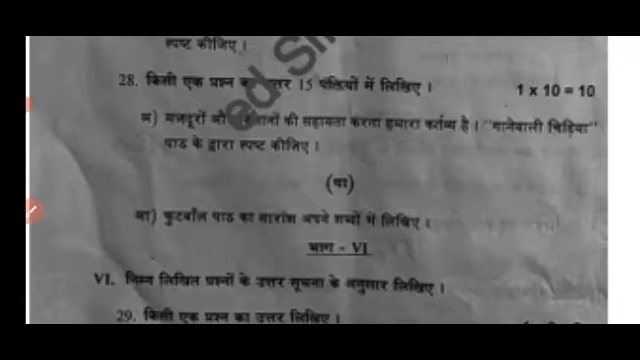 स्पष्ट कीजिए ।
28. किसी एक प्रश्न का उत्तर 15 पंक्तियों में लिखिए । 1 x 10 = 10
अ) मजदूरों और की सहायता करना हमारा कर्तव्य है । "गानेवाली चिड़िया"
पाठ के द्वारा स्पष्ट कीजिए ।
(या)
आ) फुटबॉल पाठ का सारांश अपने शब्दों में लिखिए ।
भाग - VI
VI. निम्न लिखित प्रश्नों के उत्तर सूचना के अनुसार लिखिए ।
29. किसी एक प्रश्न का उत्तर लिखिए ।